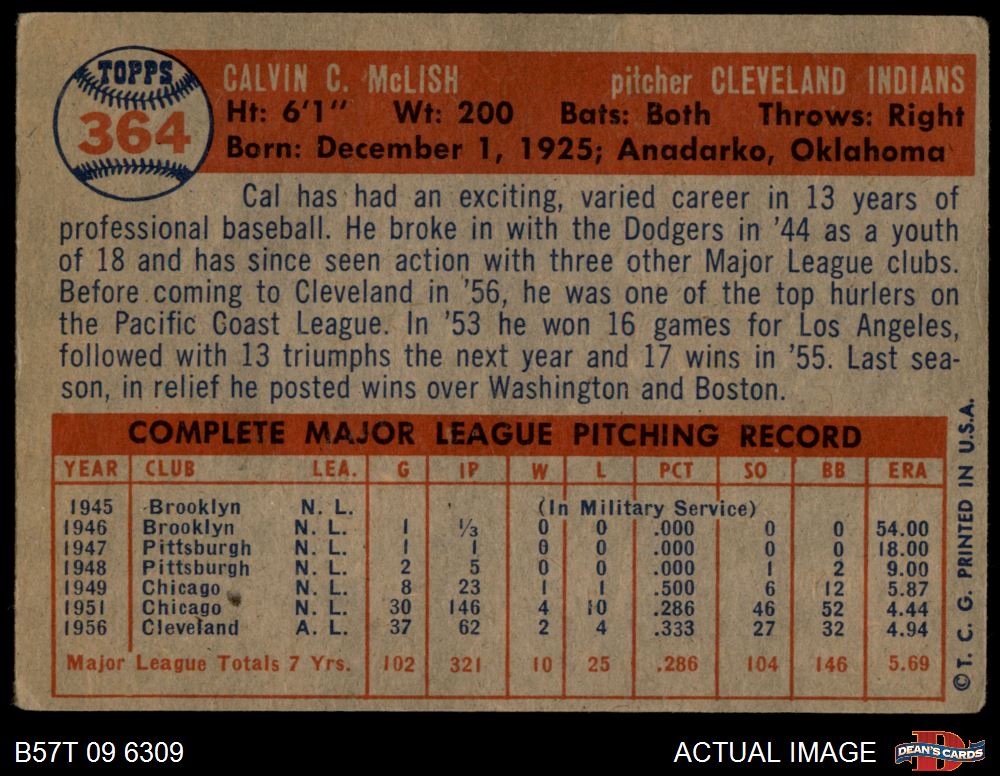 TOPPS
364
CALVIN C. McLISH pitcher CLEVELAND INDIANS
Ht: 6'1" Wt: 200 Bats: Both Throws: Right
Born: December 1, 1925; Anadarko, Oklahoma
Cal has had an exciting, varied career in 13 years of
professional baseball. He broke in with the Dodgers in '44 as a youth
of 18 and has since seen action with three other Major League clubs.
Before coming to Cleveland in '56, he was one of the top hurlers on
the Pacific Coast League. In '53 he won 16 games for Los Angeles,
followed with 13 triumphs the next year and 17 wins in '55. Last sea-
son, in relief he posted wins over Washington and Boston.
COMPLETE MAJOR LEAGUE PITCHING RECORD
YEAR CLUB LEA. G IP W L PCT SO BB ERA
1945 Brooklyn N. L. (In Military Service)
1946 Brooklyn N. L. 1 1/3 0 0 .000 0 0 54.00
1947 Pittsburgh N. L. 1 1 0 0 .000 0 0 18.00
1948 Pittsburgh N. L. 2 5 0 0 .000 1 2 9.00
1949 Chicago N. L. 8 23 1 1 .500 6 12 5.87
1951 Chicago N. L. 30 146 4 10 .286 46 52 4.44
1956 Cleveland A. L. 37 62 2 4 .333 27 32 4.94
Major League Totals 7 Yrs. 102 321 10 25 .286 104 146 5.69
©T. C. G. PRINTED IN U.S.A.
B57T 09 6309 ACTUAL IMAGE
D
DEAN'S CARDS